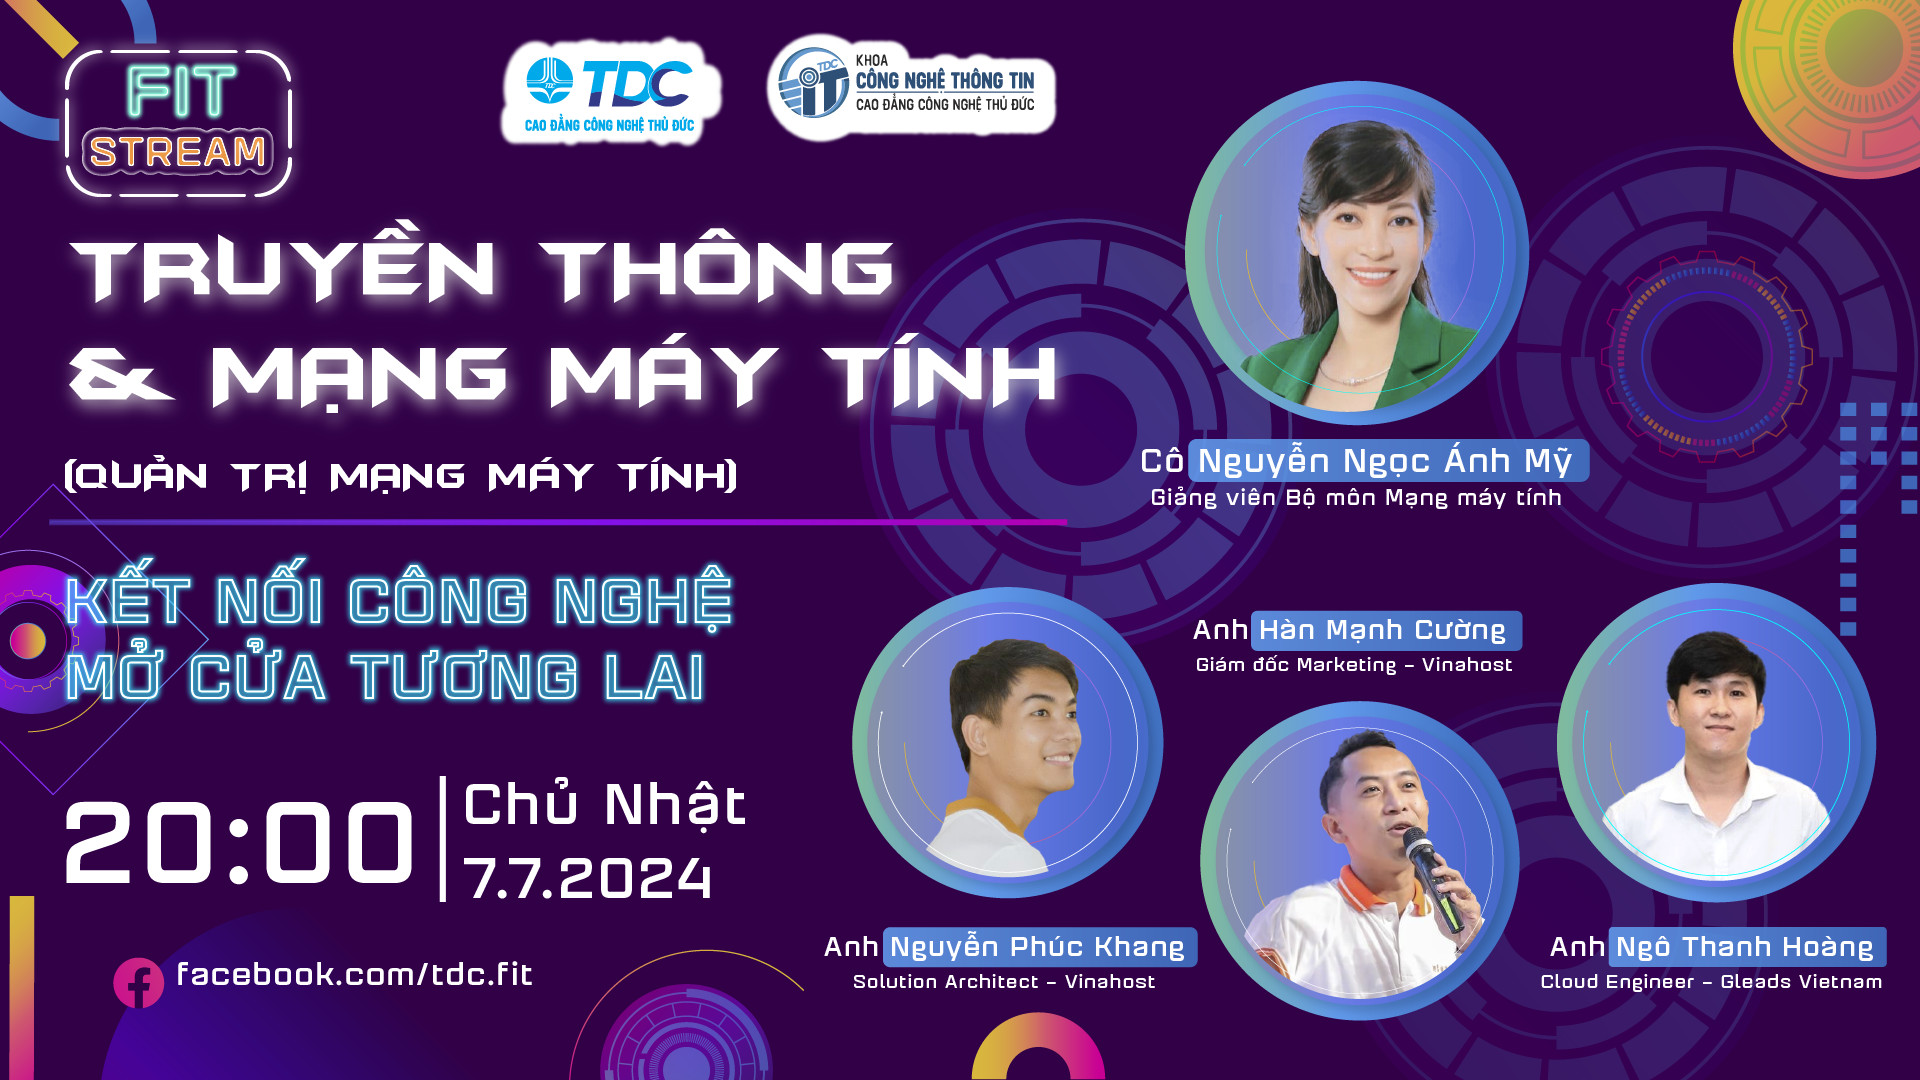 FIT
STREAM
TDC
CAO ĐẲNG CÔNG NGHỆ THỦ ĐỨC
TDC
IT
KHOA
CÔNG NGHỆ THÔNG TIN
CAO ĐẲNG CÔNG NGHỆ THỦ ĐỨC
TRUYỀN THÔNG
& MẠNG MÁY TÍNH
(QUẢN TRỊ MẠNG MÁY TÍNH)
KẾT NỐI CÔNG NGHỆ
MỞ CỬA TƯƠNG LAI
20:00
Chủ Nhật
7.7.2024
facebook.com/tdc.fit
Cô Nguyễn Ngọc Ánh Mỹ
Giảng viên Bộ môn Mạng máy tính
Anh Hàn Mạnh Cường
Giám đốc Marketing – Vinahost
Anh Nguyễn Phúc Khang
Solution Architect – Vinahost
Anh Ngô Thanh Hoàng
Cloud Engineer – Gleads Vietnam